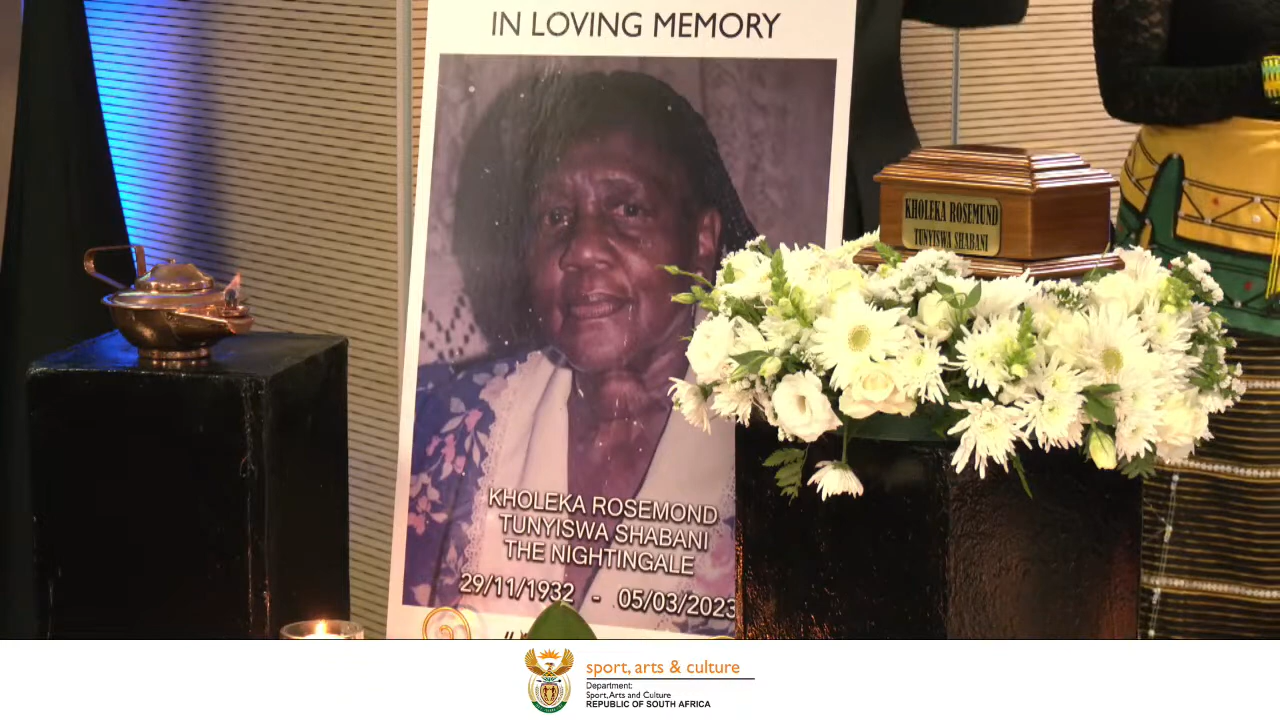 IN LOVING MEMORY
KHOLEKA ROSEMUND
TUNYISWA SHABANI
KHOLEKA ROSEMOND
TUNYISWA SHABANI
THE NIGHTINGALE
29/11/1932 - 05/03/2023
sport, arts & culture
Department:
Sport, Arts and Culture
REPUBLIC OF SOUTH AFRICA